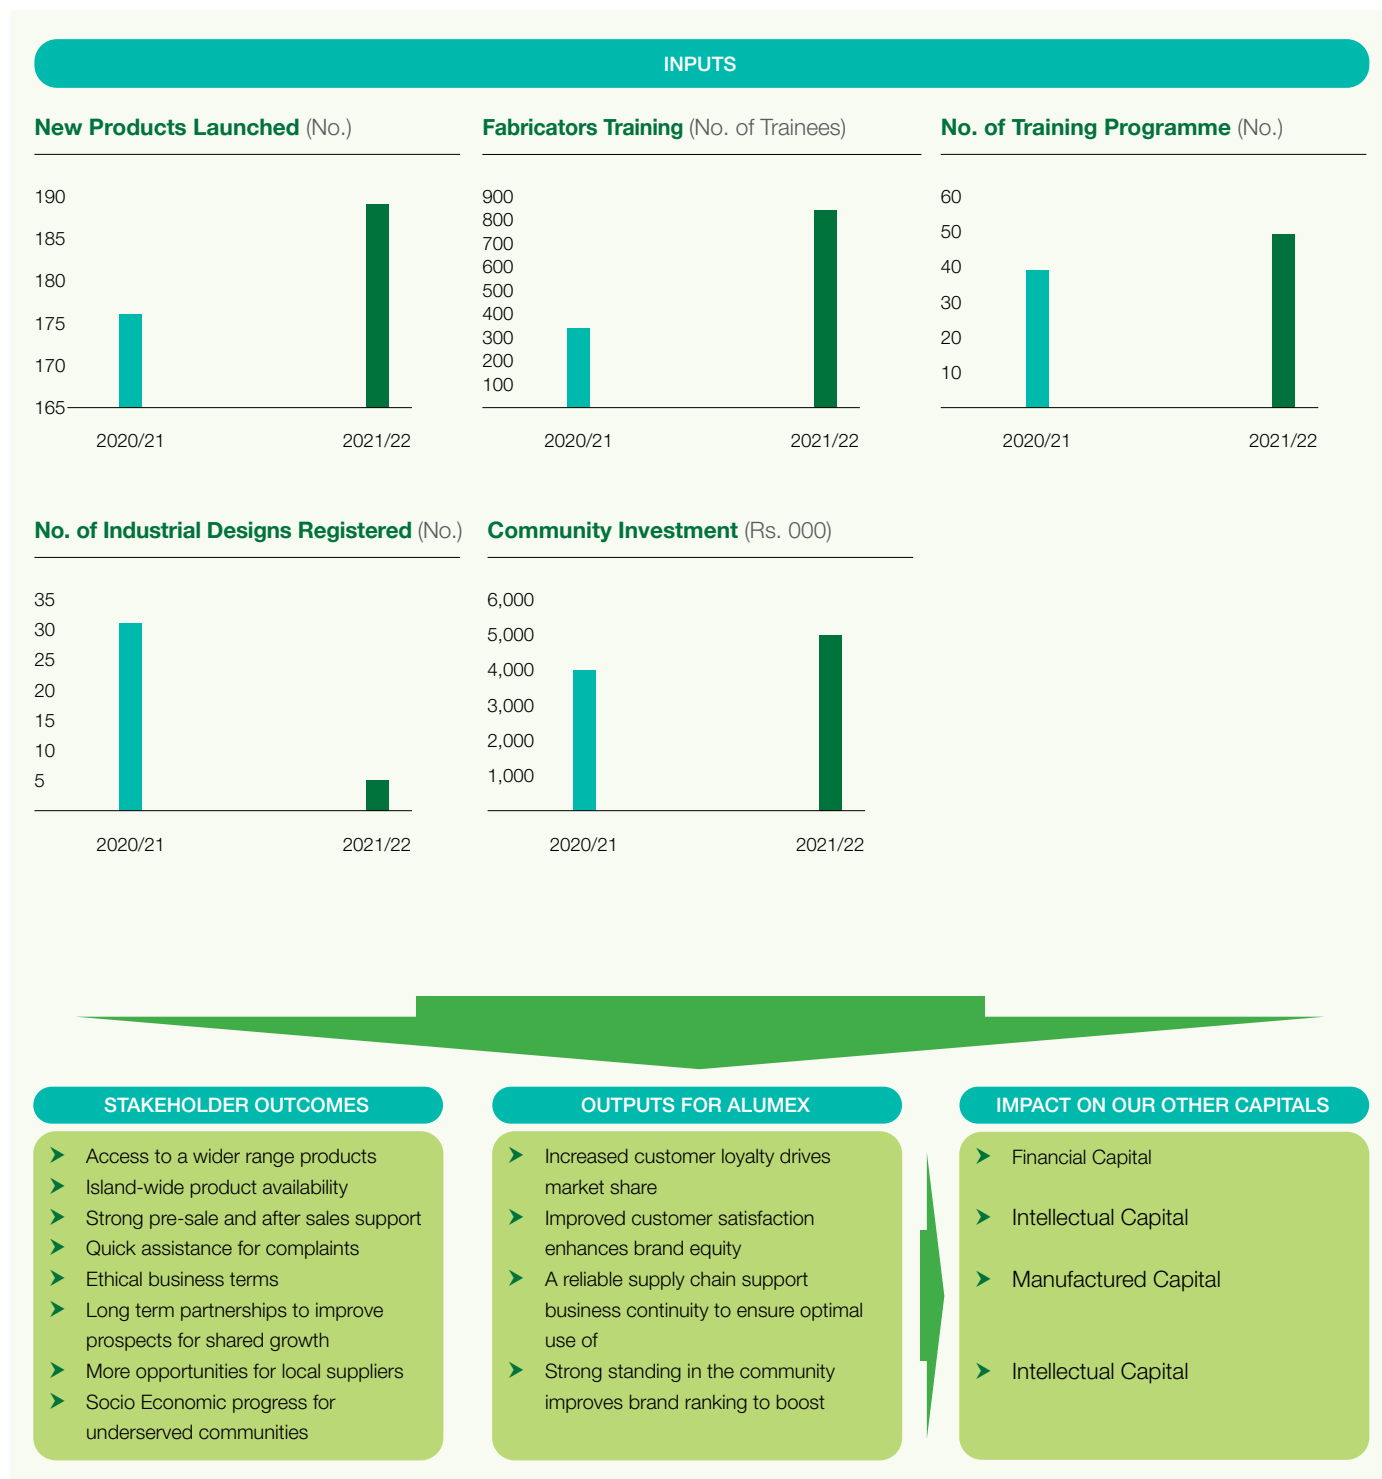 INPUTS
New Products Launched (No.)
190
185
180
175
170
165
2020/21
2021/22
Fabricators Training (No. of Trainees)
900
800
700
600
500
400
300
200
100
2020/21
2021/22
No. of Training Programme (No.)
60
50
40
30
20
10
2020/21
2021/22
No. of Industrial Designs Registered (No.)
35
30
25
20
15
10
5
2020/21
2021/22
Community Investment (Rs. 000)
6,000
5,000
4,000
3,000
2,000
1,000
2020/21
2021/22
STAKEHOLDER OUTCOMES
Access to a wider range products
Island-wide product availability
Strong pre-sale and after sales support
Quick assistance for complaints
Ethical business terms
Long term partnerships to improve
prospects for shared growth
More opportunities for local suppliers
Socio Economic progress for
underserved communities
OUTPUTS FOR ALUMEX
Increased customer loyalty drives
market share
Improved customer satisfaction
enhances brand equity
A reliable supply chain support
business continuity to ensure optimal
use of
Strong standing in the community
improves brand ranking to boost
IMPACT ON OUR OTHER CAPITALS
Financial Capital
Intellectual Capital
Manufactured Capital
Intellectual Capital